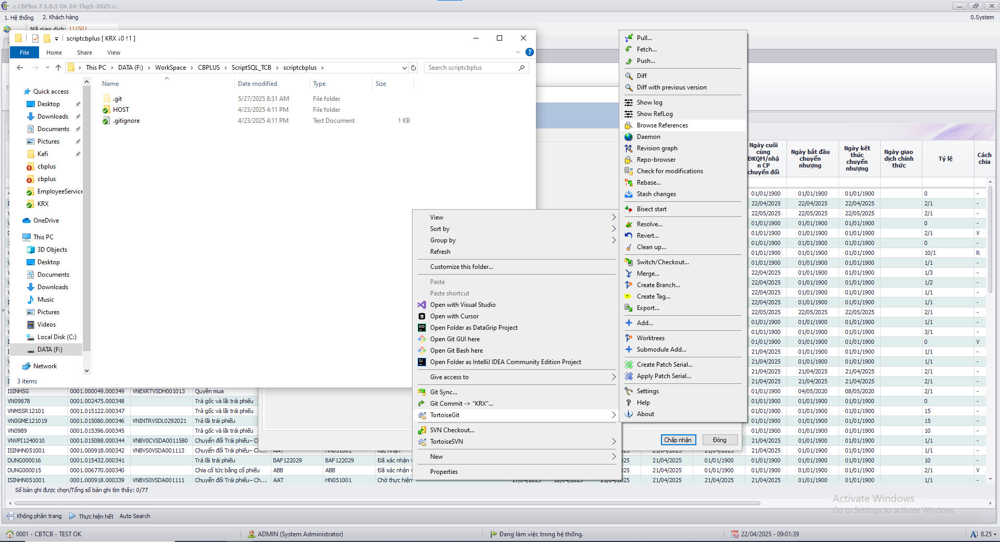 .:: CBPlus 7.1.0.1 On 24-Thg5-2025 ::.
1. Hệ thống
2. Khách hàng
0.System
Mã giao dịch: 111501
scriptcbplus [ KRX ↓0 ↑1 ]
File
Home
Share
View
This PC > DATA (F:) > WorkSpace > CBPLUS > ScriptSQL_TCB > scriptcbplus >
Search scriptcbplus
Name
Date modified
Type
Size
.git 5/27/2025 8:31 AM File folder
HOST 4/23/2025 4:11 PM File folder
.gitignore 4/23/2025 4:11 PM Text Document 1 KB
Quick access
Desktop
Downloads
Documents
Pictures
Kafi
cbplus
cbplus
EmployeeService
KRX
OneDrive
This PC
3D Objects
Desktop
Documents
Downloads
Music
Pictures
Videos
Local Disk (C:)
DATA (F:)
Network
3 items
View
Sort by
Group by
Refresh
Customize this folder...
Paste
Paste shortcut
Open with Visual Studio
Open with Cursor
Open Folder as DataGrip Project
Open Git GUI here
Open Git Bash here
Open Folder as IntelliJ IDEA Community Edition Project
Give access to
Git Sync...
Git Commit -> "KRX"...
TortoiseGit
SVN Checkout...
TortoiseSVN
New
Properties
Pull...
Fetch...
Push...
Diff
Diff with previous version
Show log
Show RefLog
Browse References
Daemon
Revision graph
Repo-browser
Check for modifications
Rebase...
Stash changes
Bisect start
Resolve...
Revert...
Clean up...
Switch/Checkout...
Merge...
Create Branch...
Create Tag...
Export...
Add...
Worktrees
Submodule Add...
Create Patch Serial...
Apply Patch Serial...
Settings
Help
About
Ngày cuối
cùng
ĐKQM/nhậ
n CP
chuyển đổi
Ngày bắt đầu
chuyển
nhượng
Ngày kết
thúc
chuyển
nhượng
Ngày giao
dịch chính
thức
Tỷ lệ
Cách
chia
01/01/1900 01/01/1900 01/01/1900 0 -
22/04/2025 22/04/2025 22/04/2025 2/1 -
22/05/2025 22/05/2025 22/05/2025 2/1 -
01/01/1900 01/01/1900 01/01/1900 0 -
01/01/1900 01/01/1900 01/01/1900 2/1 V
01/01/1900 01/01/1900 01/01/1900 0 -
01/01/1900 01/01/1900 01/01/1900 10/1 R
01/01/1900 01/01/1900 01/01/1900 1/1 -
22/04/2025 01/01/1900 01/01/1900 1/3 -
22/04/2025 01/01/1900 01/01/1900 1/2 -
22/04/2025 01/01/1900 01/01/1900 1/1 -
22/04/2025 01/01/1900 01/01/1900 1/1 -
22/05/2025 22/05/2025 22/05/2025 2/1 -
01/01/1900 01/01/1900 01/01/1900 1/1 -
01/01/1900 01/01/1900 01/01/1900 3/1 -
01/01/1900 01/01/1900 01/01/1900 0 V
21/04/2025 01/01/1900 01/01/1900 1/1 -
21/04/2025 01/01/1900 01/01/1900 1/1 -
21/04/2025 21/04/2025 21/04/2025 2/1 -
21/04/2025 01/01/1900 01/01/1900 1/1 -
ISINHSG 0001.000049.000349 VNEXRTVSDH001013 Quyền mua 01/01/1900 04/05/2020 08/05/2020 2/1 -
VN09878 0001.002475.000348 Trả gốc và lãi trái phiếu 01/01/1900 01/01/1900 01/01/1900 0 -
VNMSSR12101 0001.015122.000347 Trả gốc và lãi trái phiếu 01/01/1900 01/01/1900 01/01/1900 15 -
VN0GME121019 0001.015080.000346 VNINTRVSDL0292021 Trả lãi trái phiếu 01/01/1900 01/01/1900 01/01/1900 15 -
VN0989 0001.015396.000345 Trả gốc và lãi trái phiếu 01/01/1900 01/01/1900 01/01/1900 10 -
VNVPI1240010 0001.015088.000344 VNBV0CVSDA0011580 Chuyển đổi Trái phiếu– C 21/04/2025 01/01/1900 01/01/1900 1/1 -
ISINHN051001 0001.000918.000342 VNBVS0VSDA001113 Chuyển đổi Trái phiếu– Ch... AAT HN051001 Xác nhận 21/04/2025 01/01/1900 01/01/1900 1/1 -
DUNG000016 0001.015432.000341 Trả lãi trái phiếu BAF122029 BAF122029 Đã xác nhận v 025 21/04/2025 01/01/1900 01/01/1900 01/01/1900 01/01/1900 10 -
DUNG000015 0001.006770.000340 Chia cổ tức bằng cổ phiếu ABB ABB Đã xác nhận v 025 21/04/2025 01/01/1900 01/01/1900 01/01/1900 01/01/1900 2/1 V
ISINHN051001 0001.000918.000339 VNBVS0VSDA001111 Chuyển đổi Trái phiếu– Ch... AAT HN051001 Chờ thực hiện 17/04/2025 18/04/2025 21/04/2025 21/04/2025 21/04/2025 21/04/2025 01/01/1900 01/01/1900 1/1 -
Chấp nhận
Đóng
Số bản ghi được chọn/Tổng số bản ghi tìm thấy: 0/77
Activate Windows
Go to Settings to activate Windows.
Không phân trang
Thực hiện hết
Auto Search
0001 - CBTCB - TEST OK
ADMIN (System Administrator)
Đang làm việc trong hệ thống.
22/04/2025 - 09:01:39
8.25